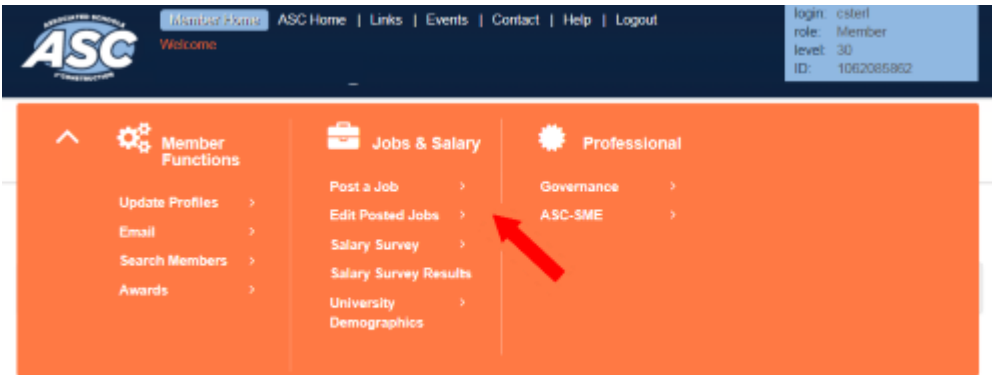 ASSOCIATED SCHOOLS
ASC
Member Home ASC Home | Links | Events | Contact | Help | Logout
Welcome
login: csterl
role: Member
level: 30
ID: 1062085862
Member
Functions
Update Profiles >
Email >
Search Members >
Awards >
Jobs & Salary
Post a Job >
Edit Posted Jobs >
Salary Survey >
Salary Survey Results
University >
Demographics
Professional
Governance >
ASC-SME >